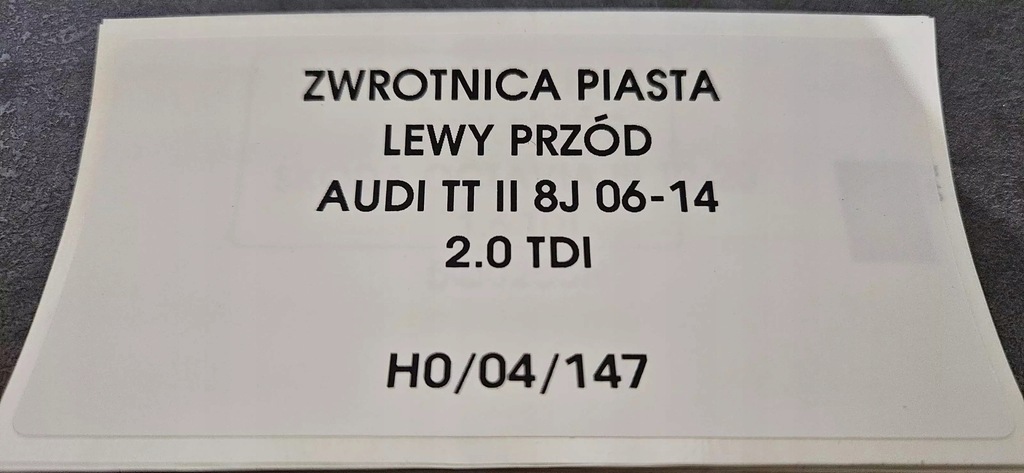 ZWROTNICA PIASTA
LEWY PRZÓD
AUDI TT II 8J 06-14
2.0 TDI
H0/04/147